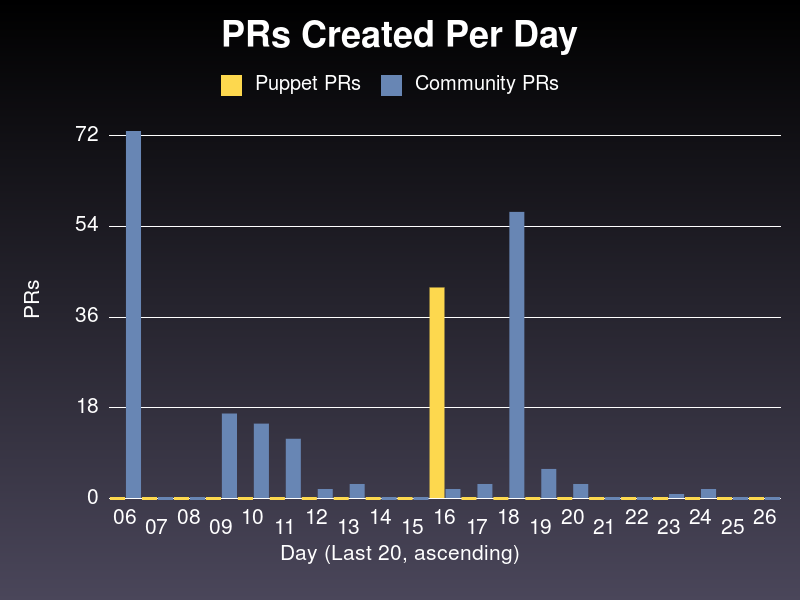 PRs Created Per Day
Puppet PRs Community PRs
72
54
PRs
36
18
0
06 07 08 09 10 11 12 13 14 15 16 17 18 19 20 21 22 23 24 25 26
Day (Last 20, ascending)